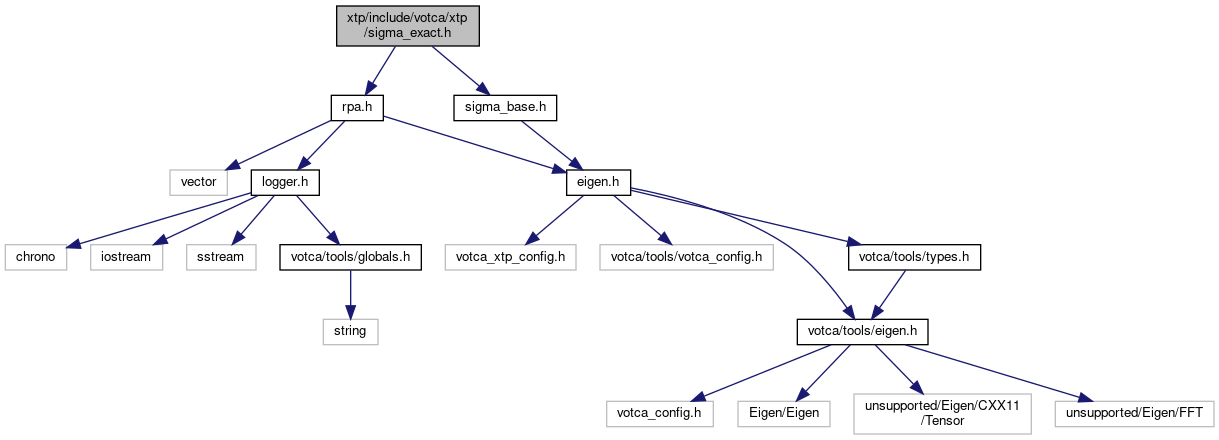 xtp/include/votca/xtp
/sigma_exact.h
rpa.h
sigma_base.h
vector
logger.h
eigen.h
chrono
iostream
sstream
votca/tools/globals.h
votca_xtp_config.h
votca/tools/votca_config.h
votca/tools/types.h
string
votca/tools/eigen.h
votca_config.h
Eigen/Eigen
unsupported/Eigen/CXX11
/Tensor
unsupported/Eigen/FFT